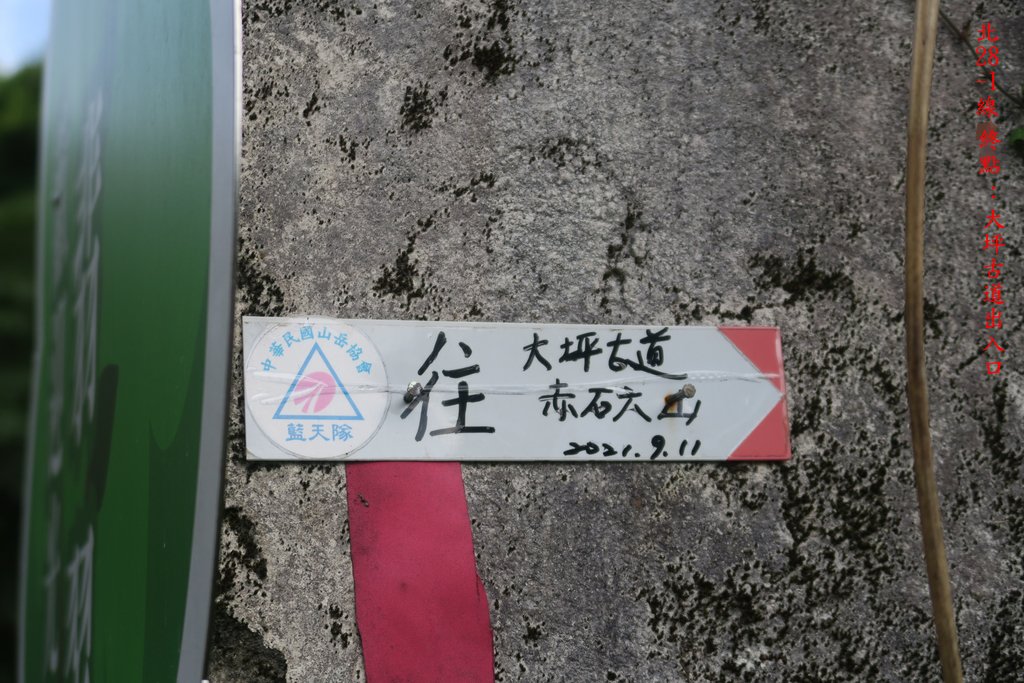 中華民國山岳協會
藍天隊
往
大坪古道
赤石六山
2021.9.11
北28-1線終點：大坪古道出入口